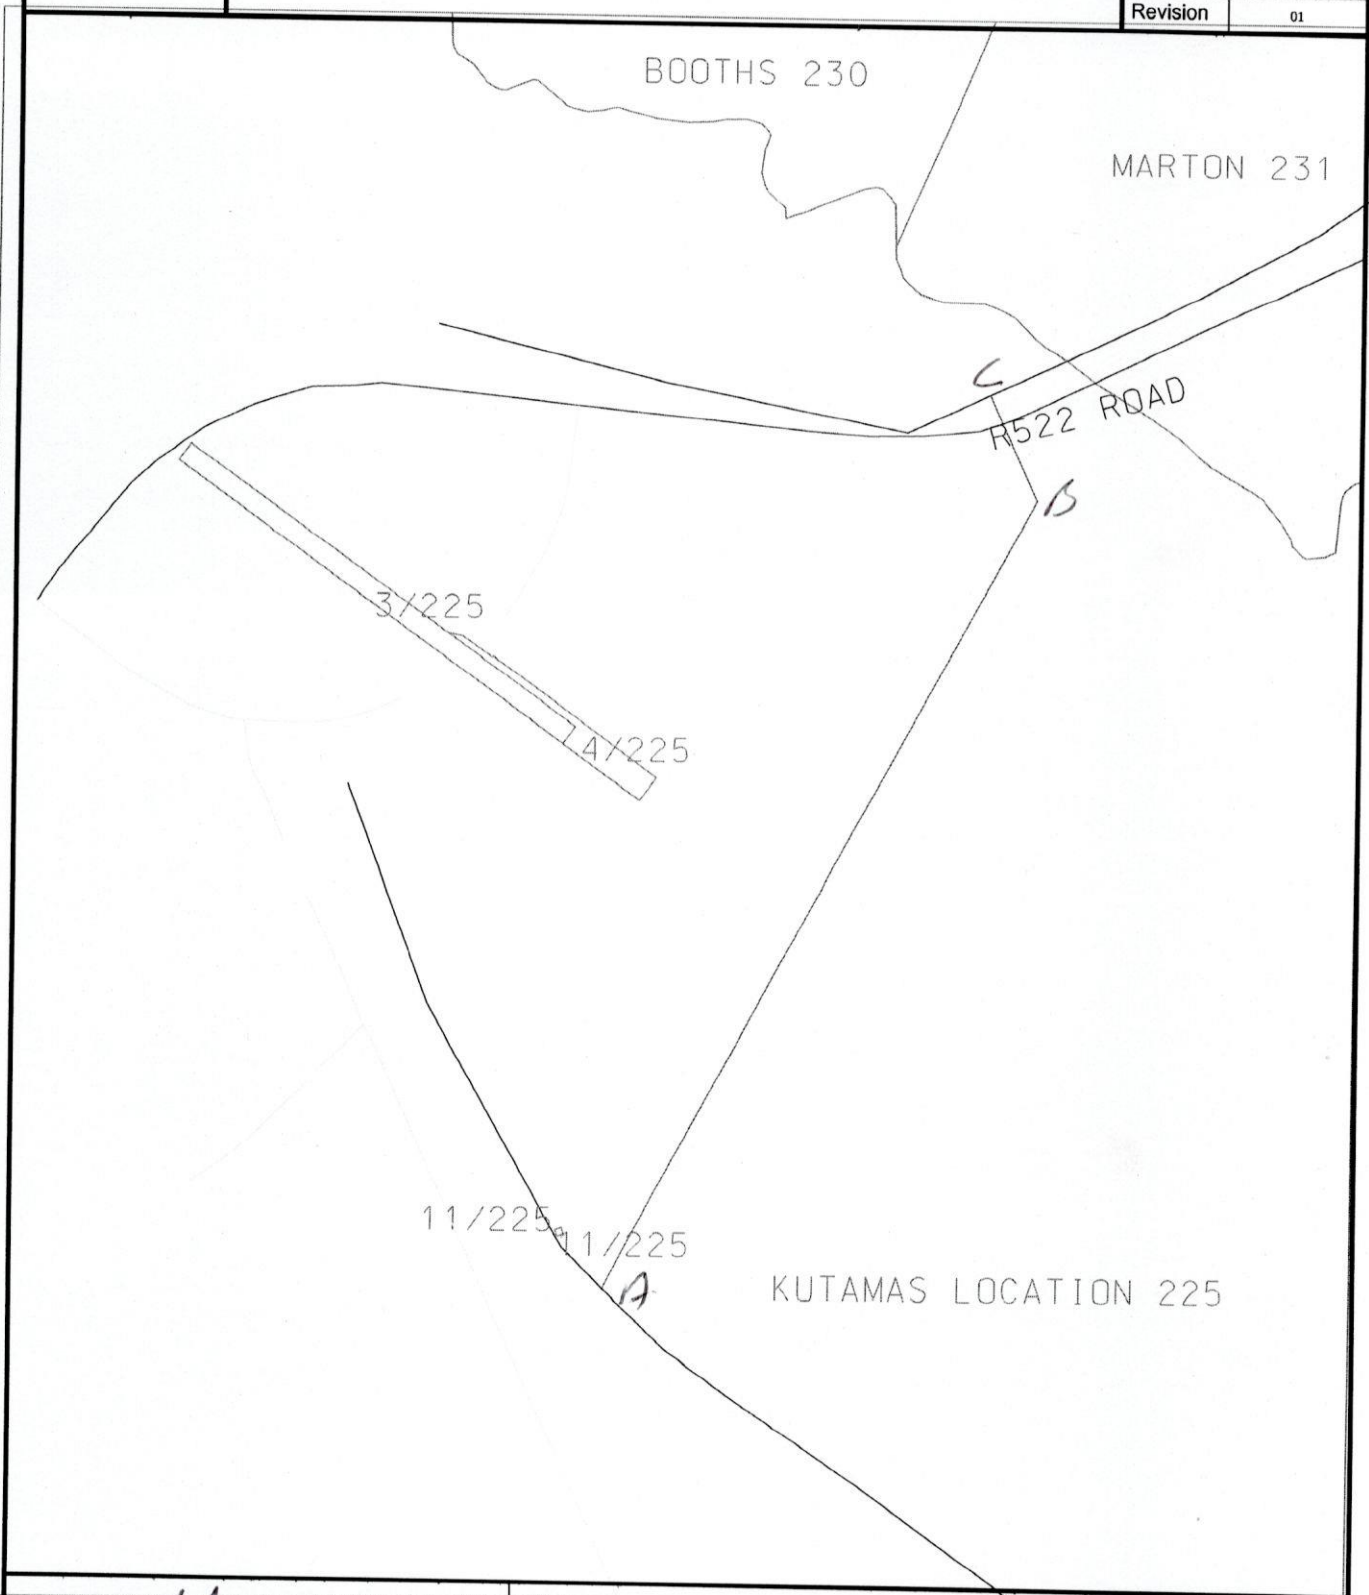 Revision 01
BOOTHS 230
MARTON 231
C
R522 ROAD
B
3/225
4/225
11/225
11/225
A
KUTAMAS LOCATION 225